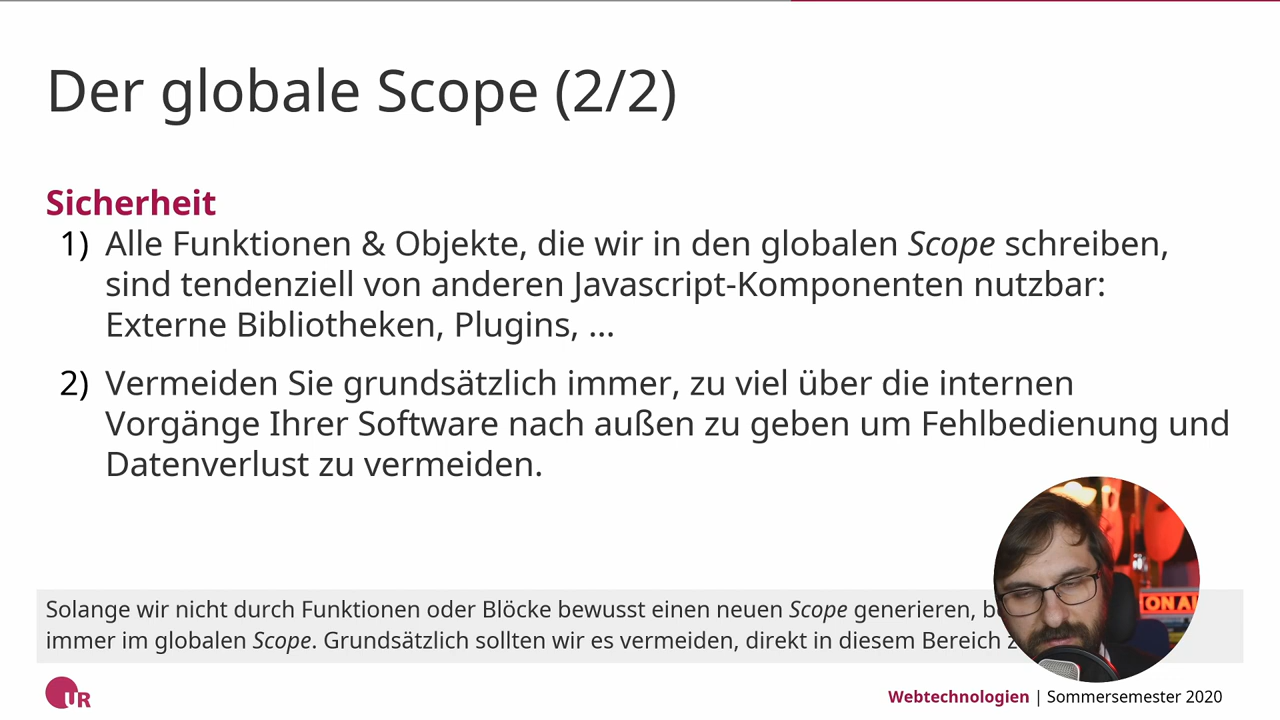 Der globale Scope (2/2)
Sicherheit
1) Alle Funktionen & Objekte, die wir in den globalen Scope schreiben,
sind tendenziell von anderen Javascript-Komponenten nutzbar:
Externe Bibliotheken, Plugins, ...
2) Vermeiden Sie grundsätzlich immer, zu viel über die internen
Vorgänge Ihrer Software nach außen zu geben um Fehlbedienung und
Datenverlust zu vermeiden.
Solange wir nicht durch Funktionen oder Blöcke bewusst einen neuen Scope generieren,
immer im globalen Scope. Grundsätzlich sollten wir es vermeiden, direkt in diesem Bereich
ON A
UR
Webtechnologien | Sommersemester 2020